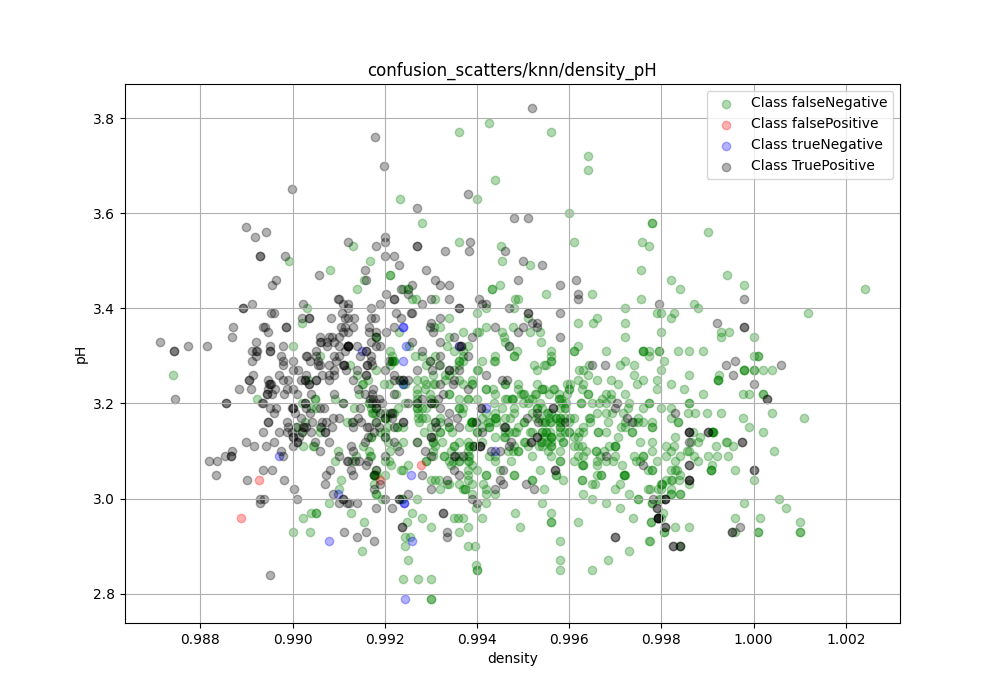 confusion_scatters/knn/density_pH
Class falseNegative
Class falsePositive
Class trueNegative
Class TruePositive
3.8
3.6
3.4
3.2
3.0
2.8
pH
0.988 0.990 0.992 0.994 0.996 0.998 1.000 1.002
density